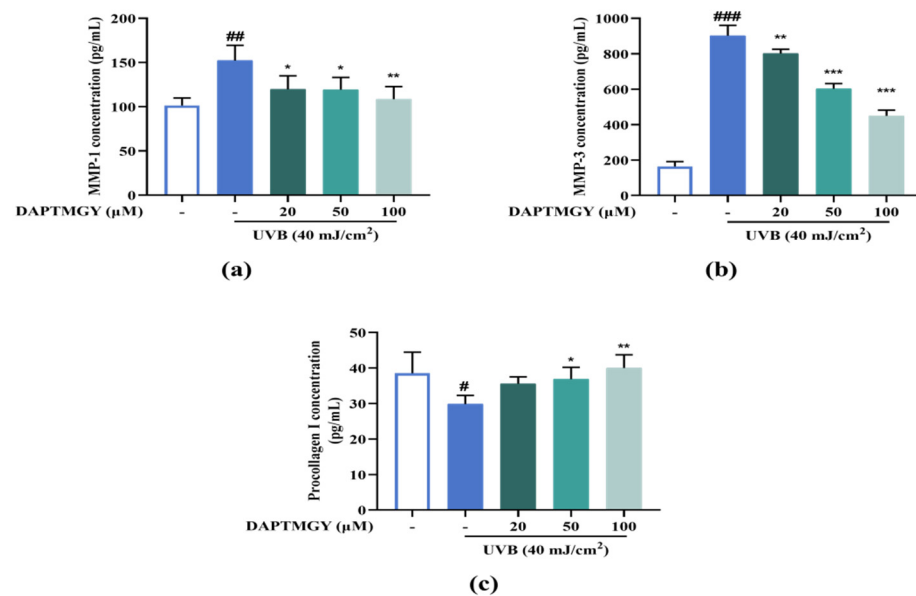 MMP-1 concentration (pg/mL)
200
150
100
50
0
##
*
*
**
DAPTMGY (µM)
- - 20 50 100
UVB (40 mJ/cm²)
(a)
MMP-3 concentration (pg/mL)
1000
800
600
400
200
0
###
**
***
***
DAPTMGY (µM)
- - 20 50 100
UVB (40 mJ/cm²)
(b)
Procollagen I concentration
(pg/mL)
50
40
30
20
10
0
#
*
**
DAPTMGY (µM)
- - 20 50 100
UVB (40 mJ/cm²)
(c)